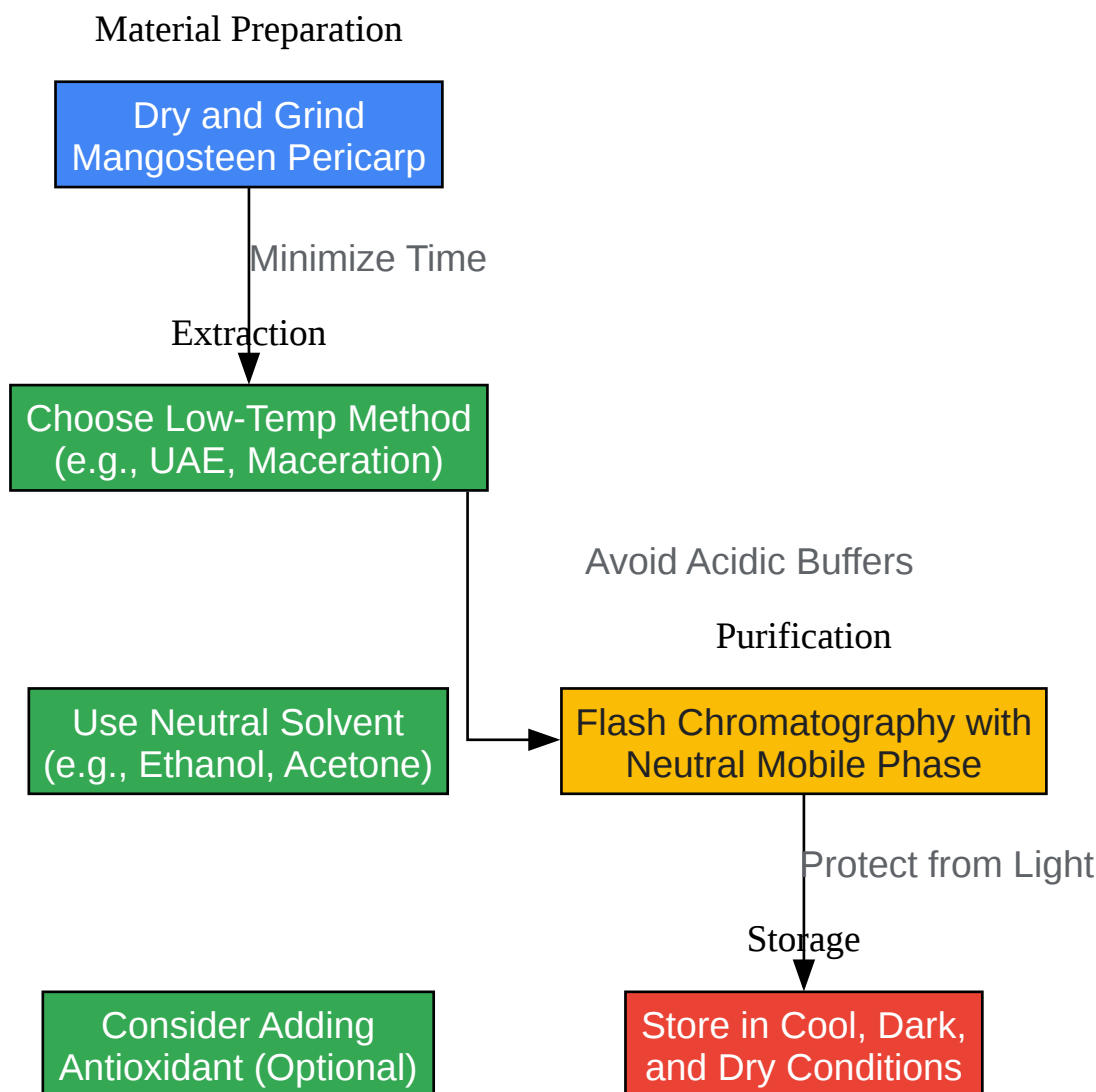 Material Preparation
Dry and Grind
Mangosteen Pericarp
Minimize Time
Extraction
Choose Low-Temp Method
(e.g., UAE, Maceration)
Avoid Acidic Buffers
Purification
Use Neutral Solvent
(e.g., Ethanol, Acetone)
Flash Chromatography with
Neutral Mobile Phase
Protect from Light
Storage
Consider Adding
Antioxidant (Optional)
Store in Cool, Dark,
and Dry Conditions